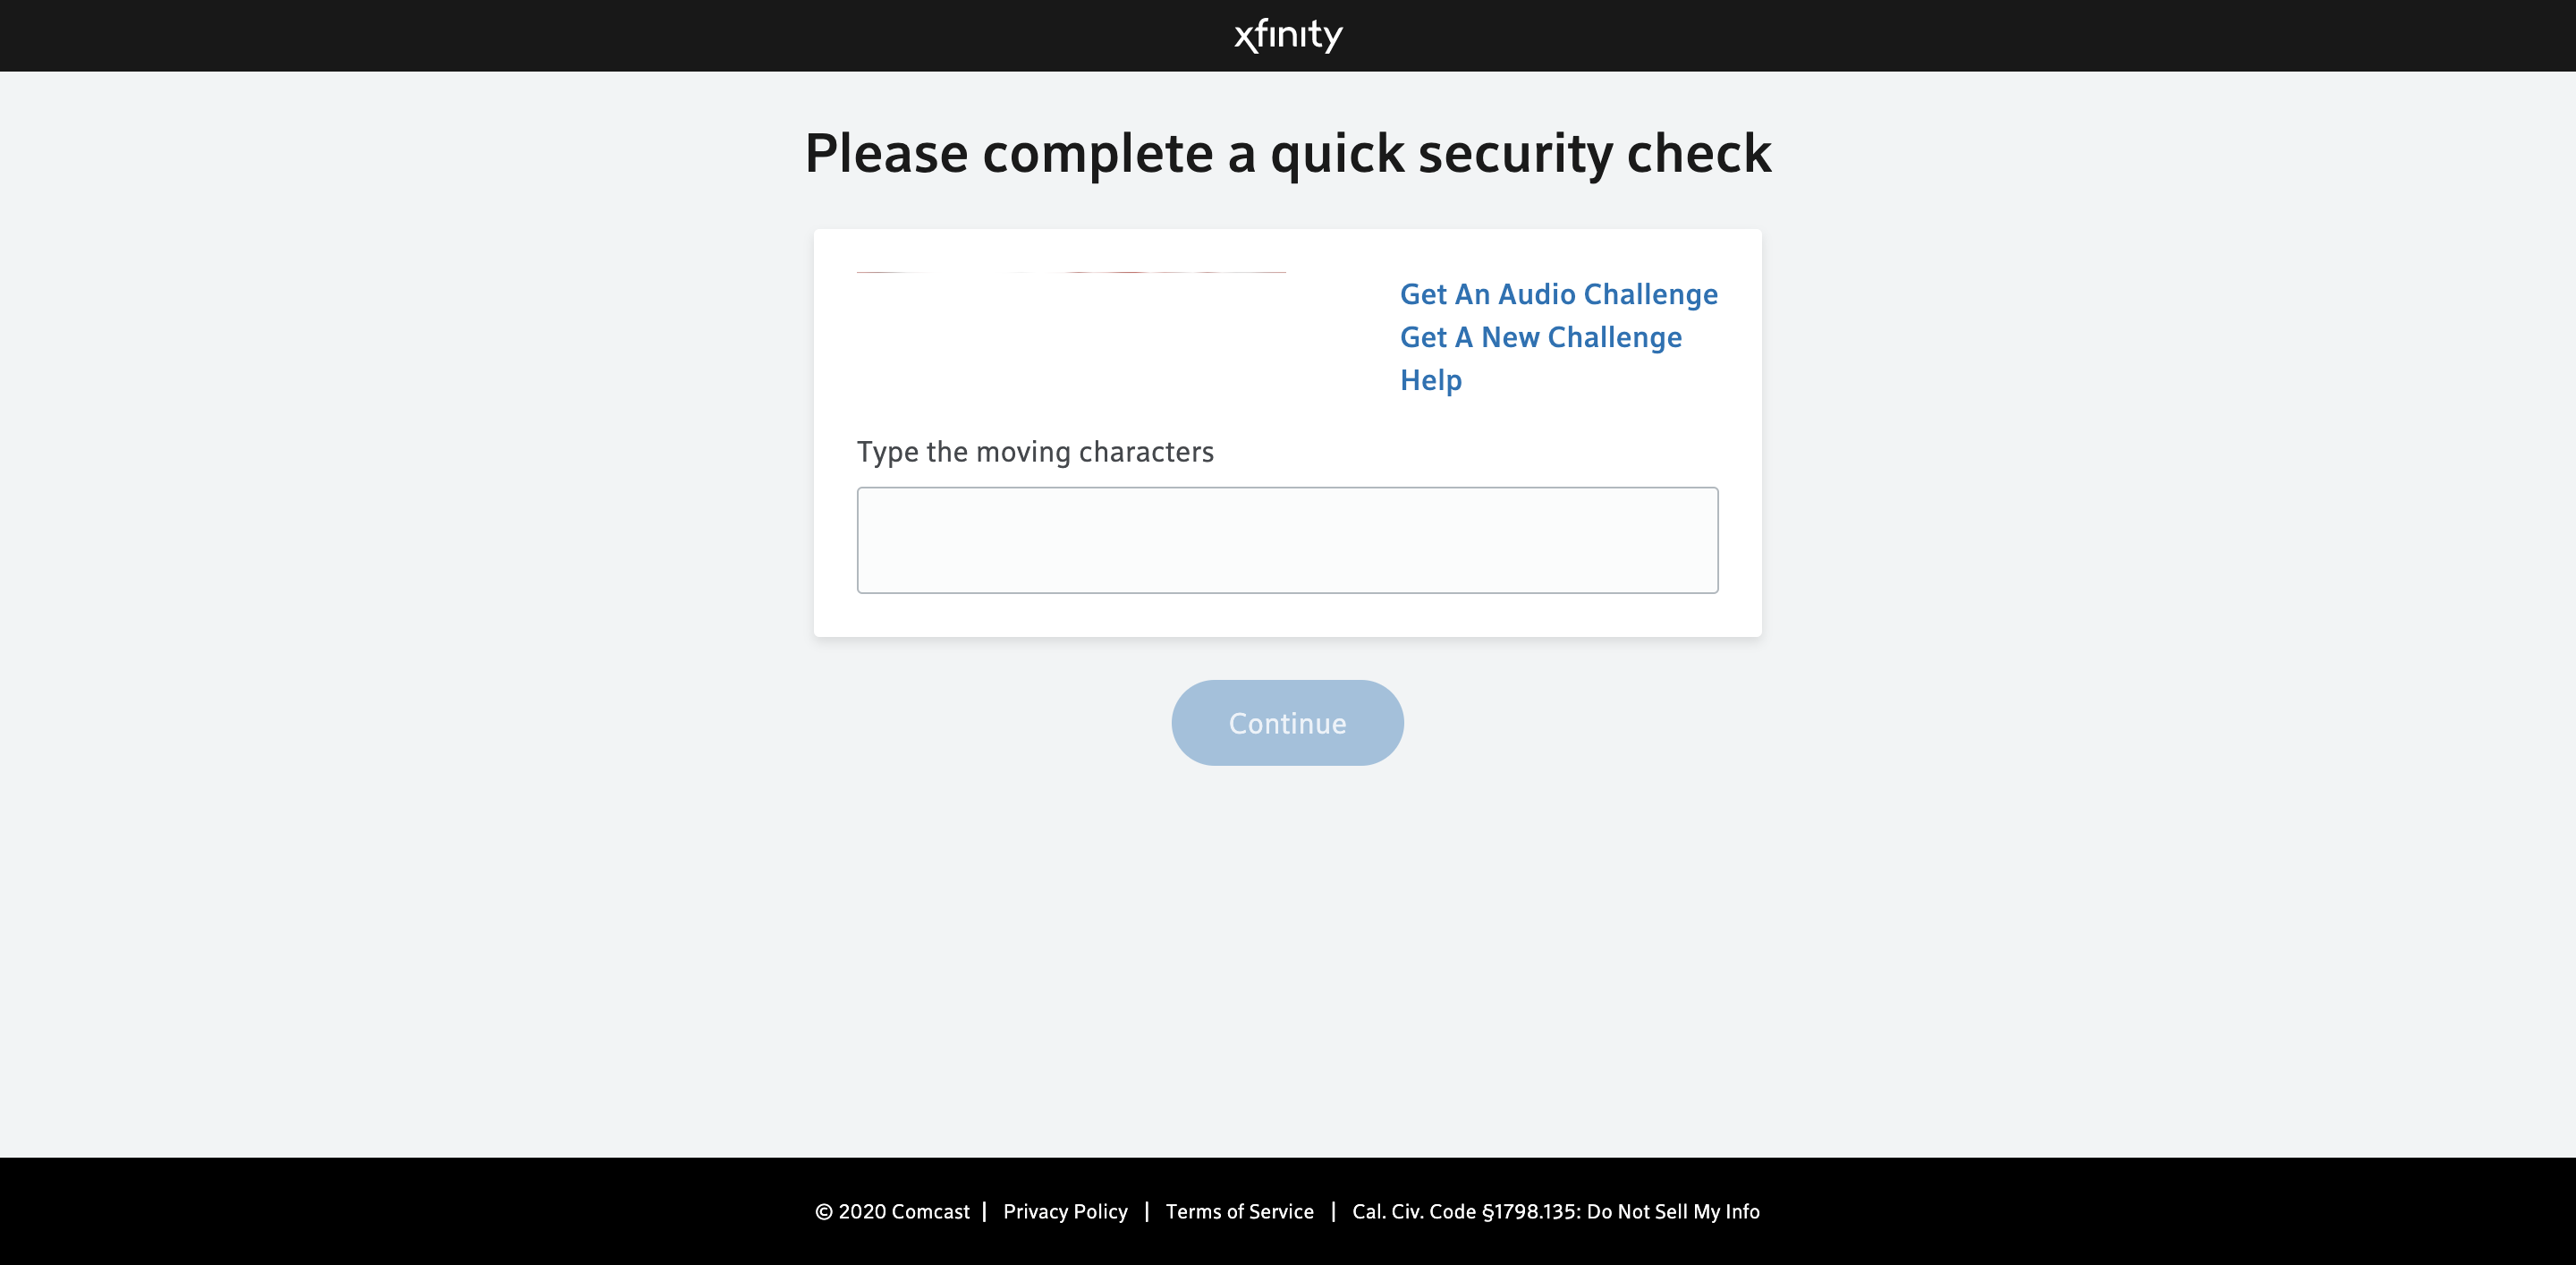 xfinity
Please complete a quick security check
Get An Audio Challenge
Get A New Challenge
Help
Type the moving characters
Continue
© 2020 Comcast | Privacy Policy | Terms of Service | Cal. Civ. Code §1798.135: Do Not Sell My Info